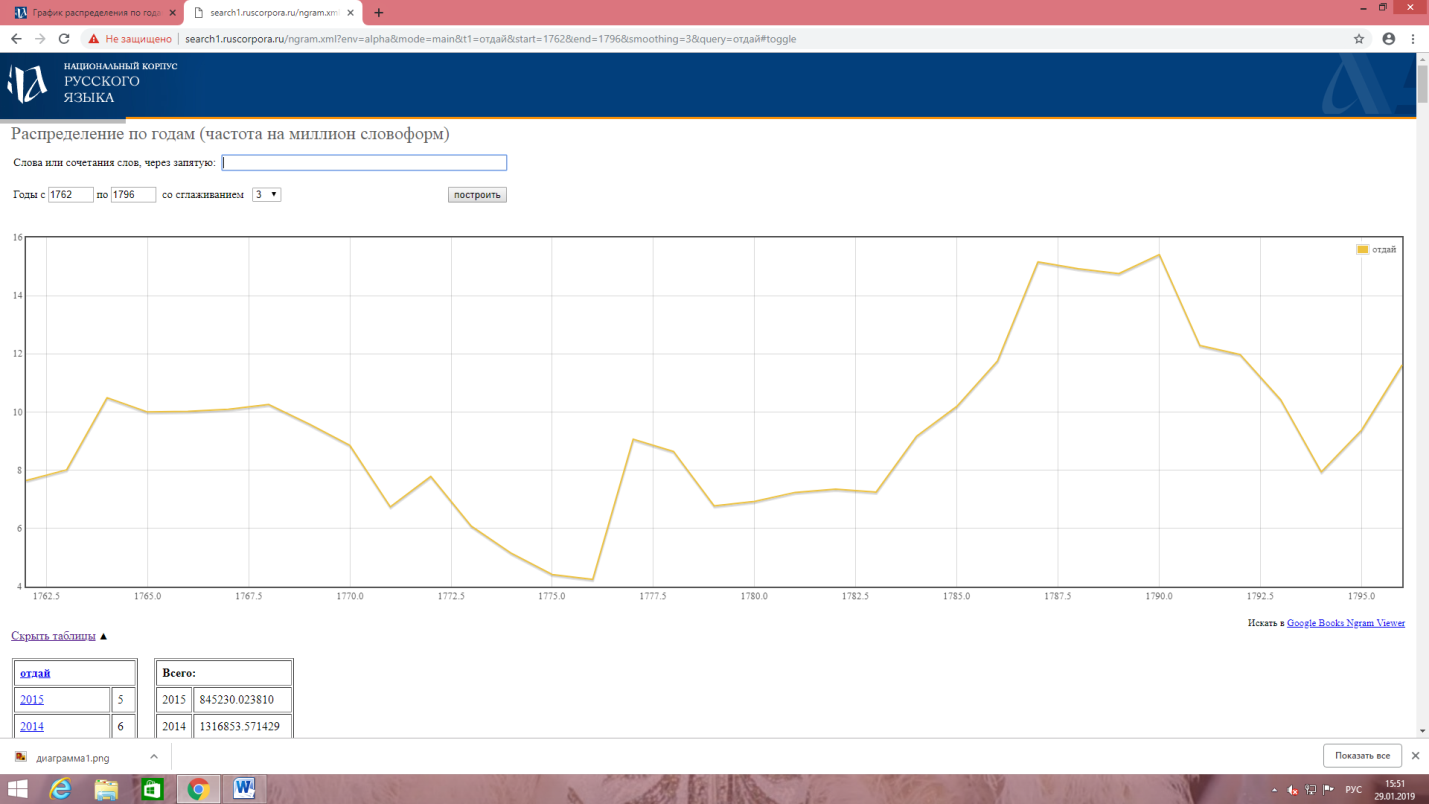 График распределения по года
search1.ruscorpora.ru/ngram.xml
Не защищено
search1.ruscorpora.ru/ngram.xml?env=alpha&mode=main&t1=отдай&start=1762&end=1796&smoothing=3&query=отдай#toggle
НАЦИОНАЛЬНЫЙ КОРПУС
РУССКОГО
ЯЗЫКА
Распределение по годам (частота на миллион словоформ)
Слова или сочетания слов, через запятую:
Годы с 1762 по 1796 со сглаживанием 3 построить
16
отдай
14
12
10
8
6
4
1762.5 1765.0 1767.5 1770.0 1772.5 1775.0 1777.5 1780.0 1782.5 1785.0 1787.5 1790.0 1792.5 1795.0
Искать в Google Books Ngram Viewer
Скрыть таблицы ▲
отдай Всего:
2015 5 2015 845230.023810
2014 6 2014 1316853.571429
диаграмма1.png
Показать все
РУС
15:51
29.01.2019